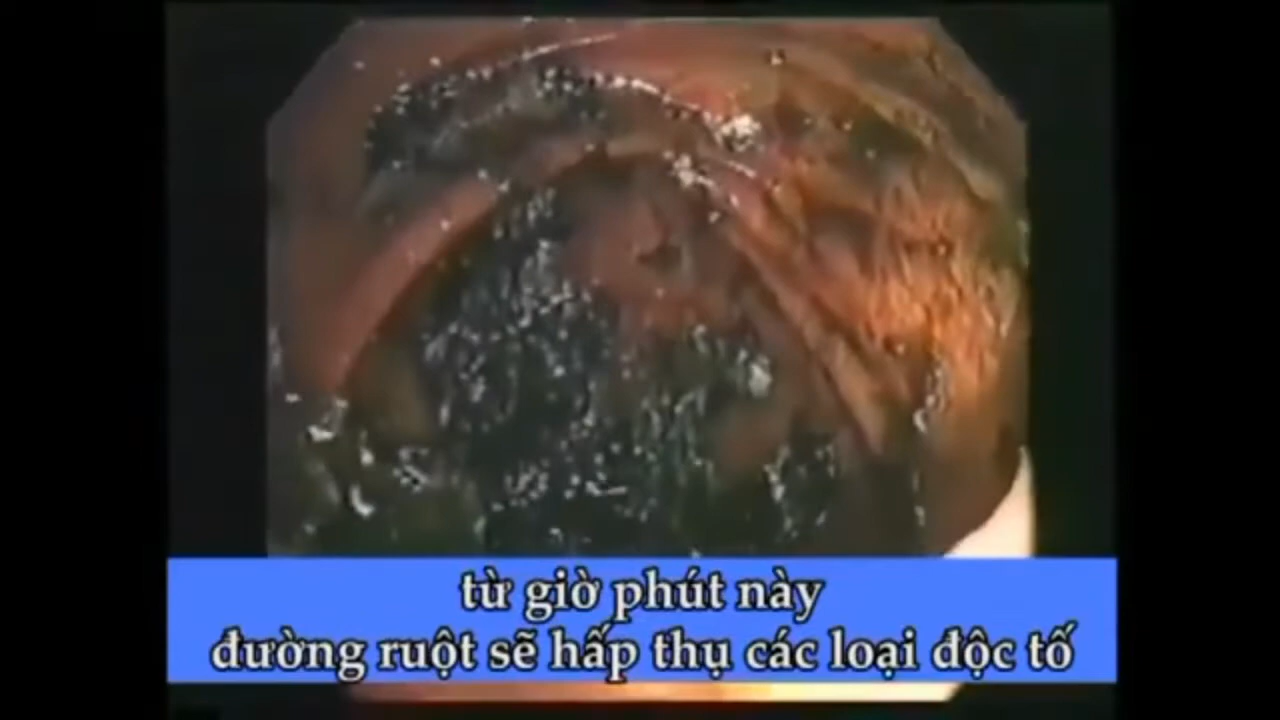 từ giờ phút này
đường ruột sẽ hấp thụ các loại độc tố